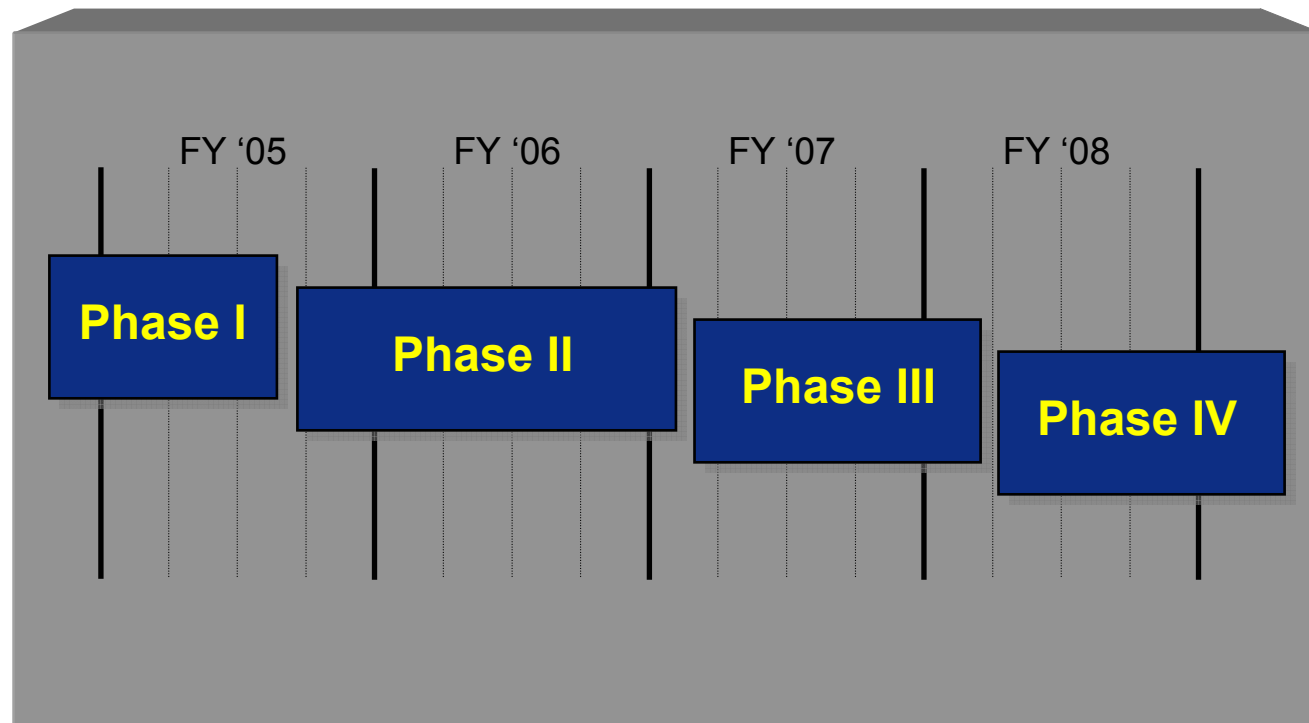 FY ‘05
FY ‘06
FY ‘07
FY ‘08
Phase I
Phase II
Phase III
Phase IV